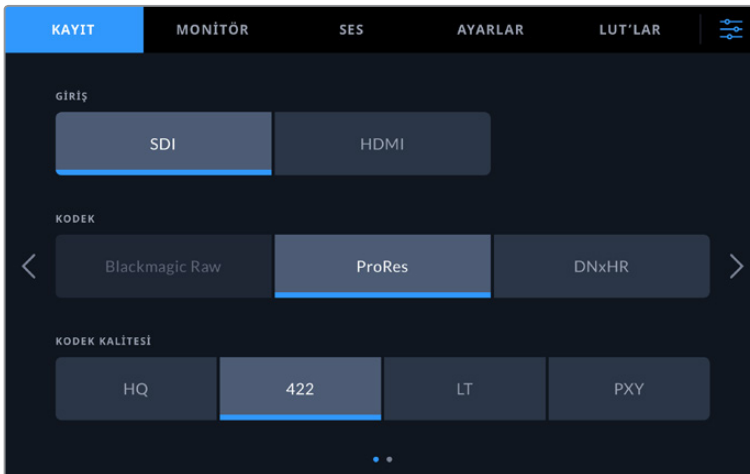 KAYIT MONİTÖR SES AYARLAR LUT'LAR
GİRİŞ
SDI HDMI
KODEK
Blackmagic Raw ProRes DNxHR
KODEK KALİTESİ
HQ 422 LT PXY